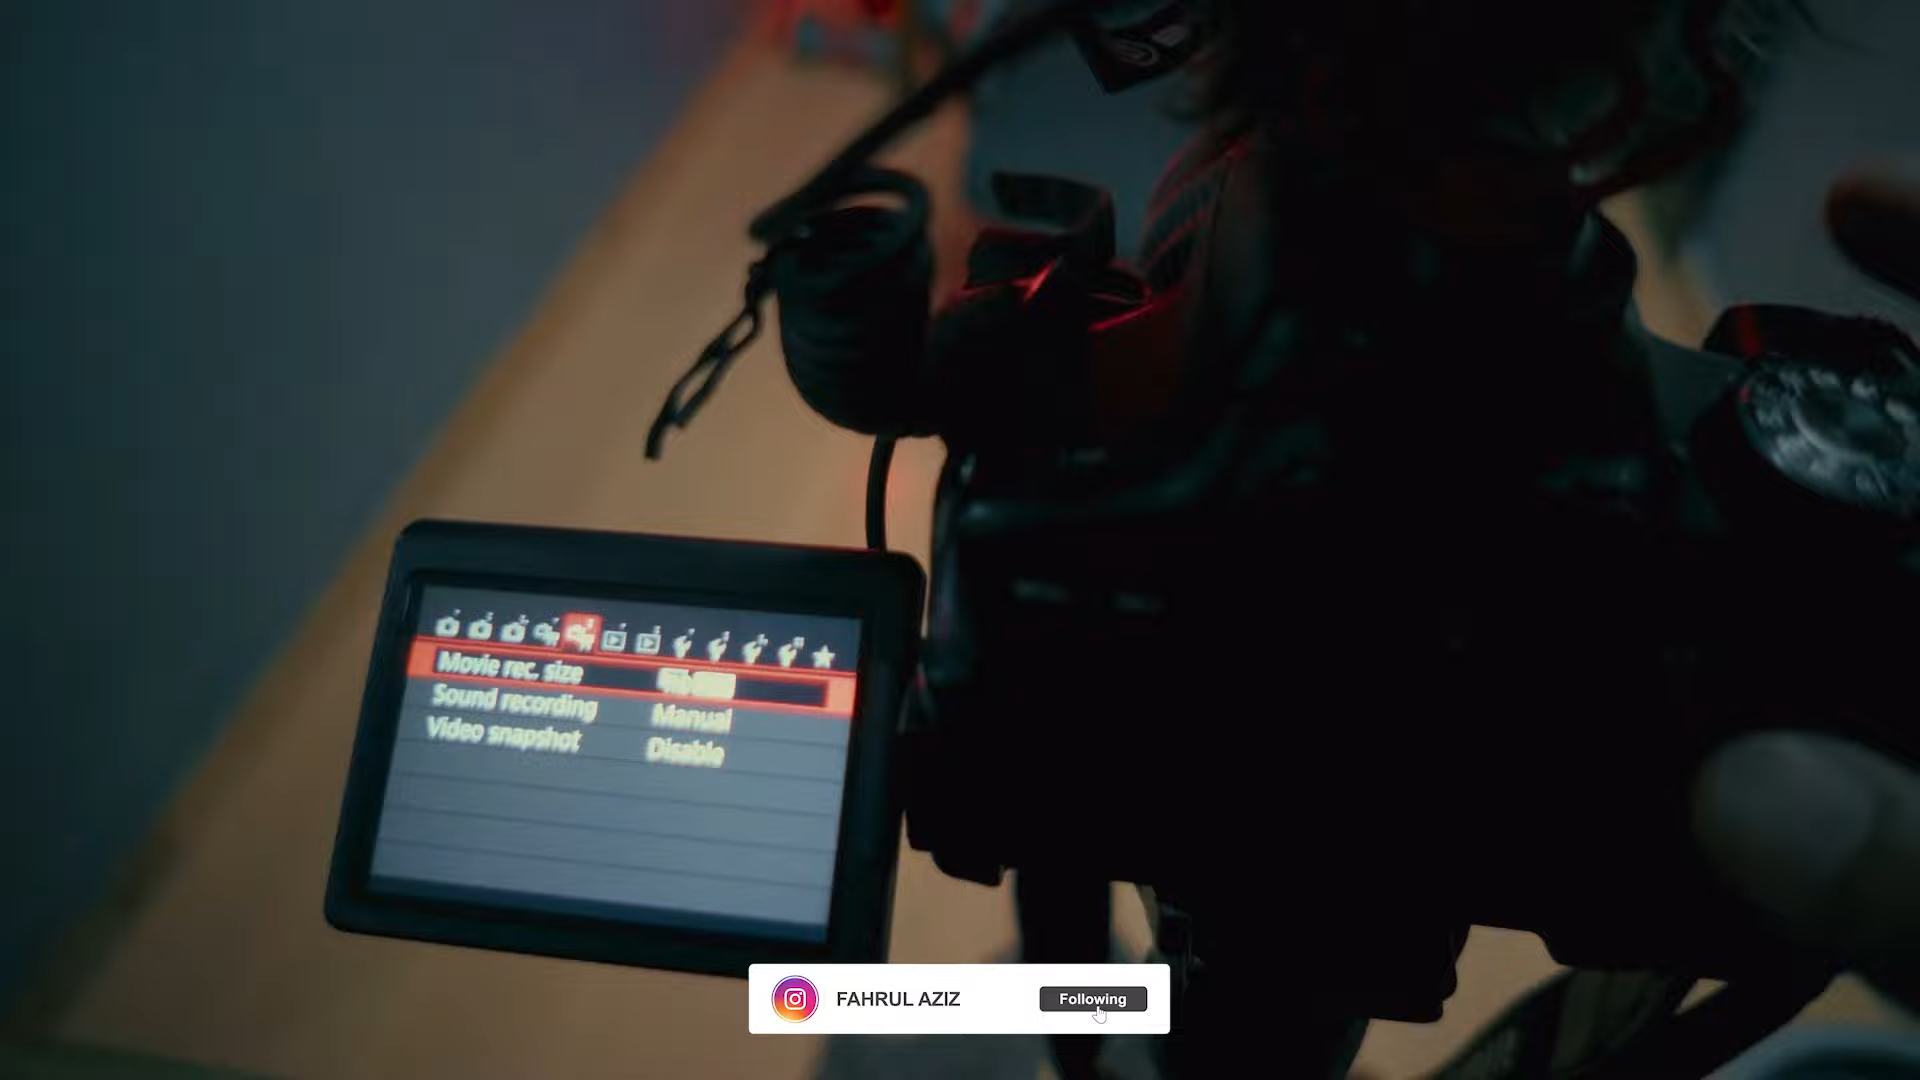 Movie rec. size
Sound recording Manual
Video snapshot Disable
FAHRUL AZIZ Following